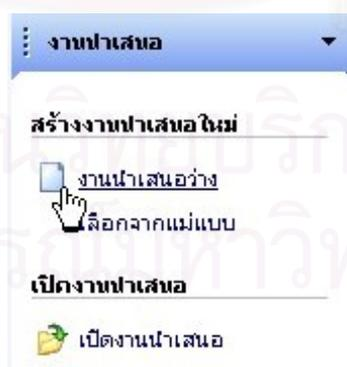 งานนำเสนอ
สร้างงานนำเสนอใหม่
งานนำเสนอว่าง
เลือกจากแม่แบบ
เปิดงานนำเสนอ
เปิดงานนำเสนอ